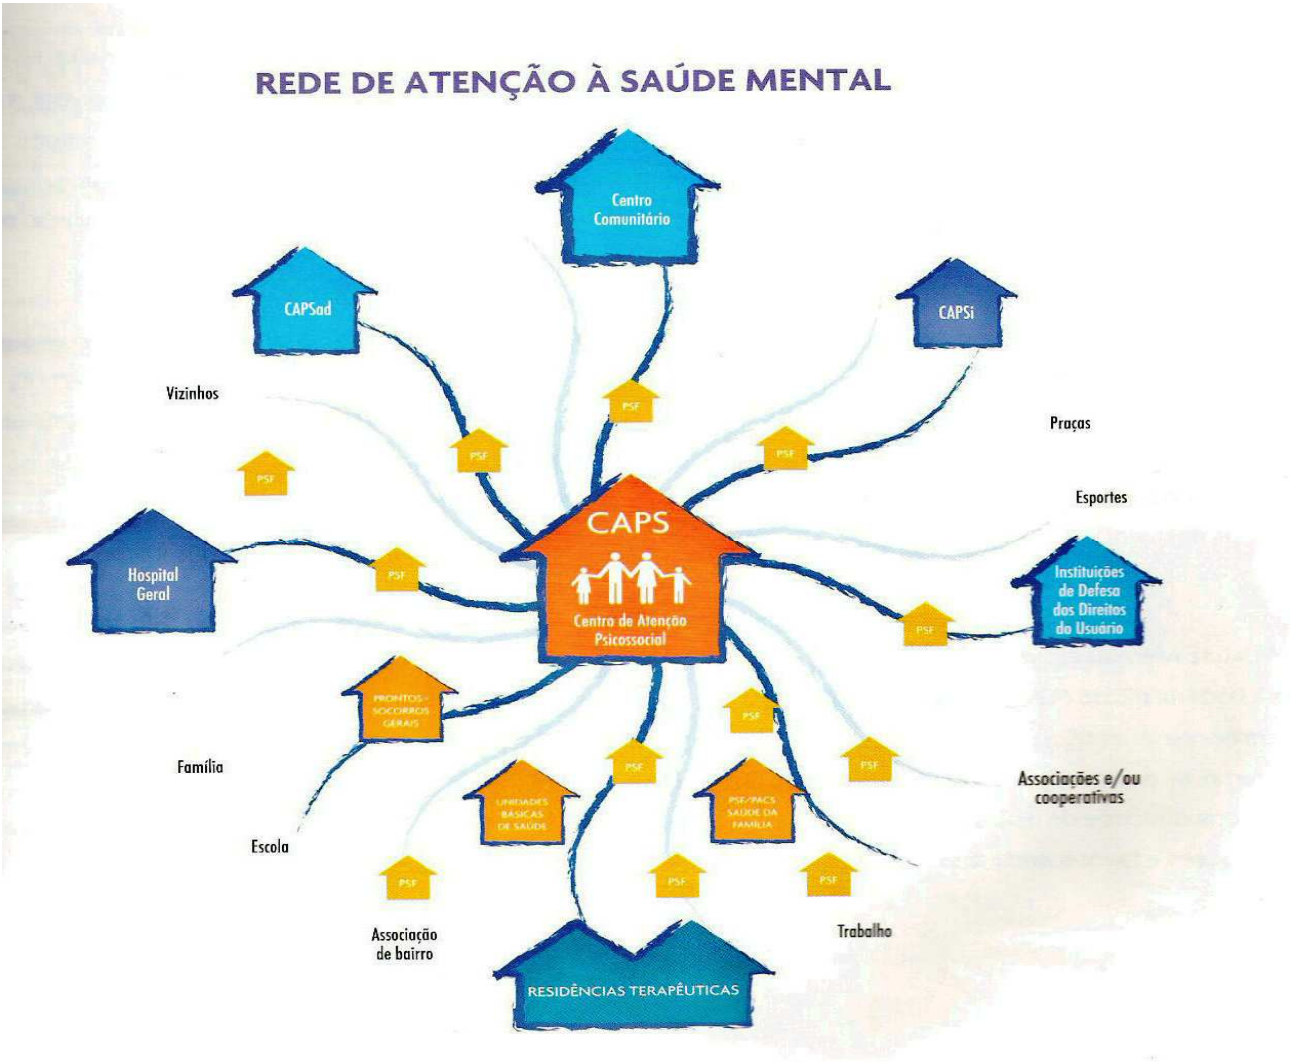 REDE DE ATENÇÃO À SAÚDE MENTAL
Centro
Comunitário
CAPSad
CAPSi
Vizinhos
PSF
Praças
PSF
PSF
PSF
Esportes
CAPS
Centro de Atenção
Psicossocial
Hospital
Geral
PSF
Instituições
de Defesa
dos Direitos
do Usuário
PSF
PRONTOS-
SOCORROS
GERAIS
PSF
Família
PSF
PSF
Associações e/ou
cooperativas
UNIDADES
BÁSICAS
DE SAÚDE
PSF/PACS
SAÚDE DA
FAMÍLIA
Escola
PSF
PSF
PSF
Associação
de bairro
Trabalho
RESIDÊNCIAS TERAPÊUTICAS